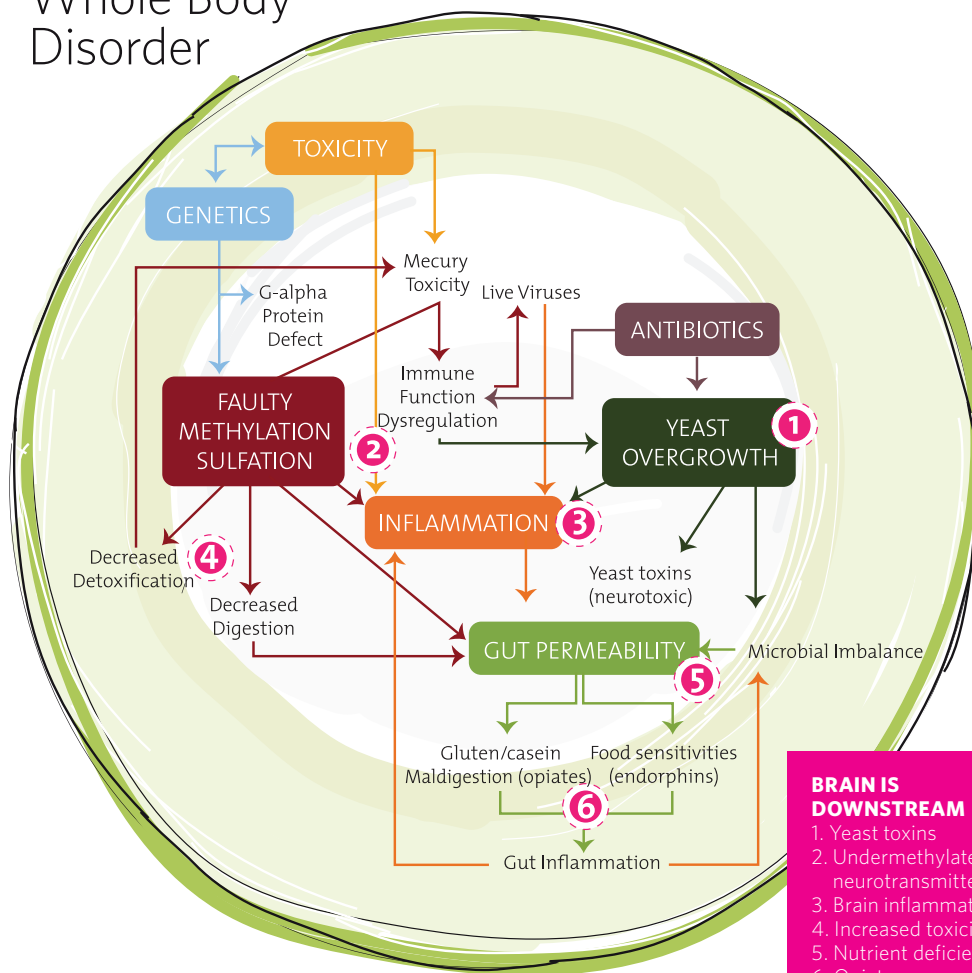 Whole Body
Disorder
TOXICITY
GENETICS
Mecury
Toxicity
G-alpha
Protein
Defect
Live Viruses
ANTIBIOTICS
Immune
Function
Dysregulation
FAULTY
METHYLATION
SULFATION
YEAST
OVERGROWTH
1
2
INFLAMMATION
3
Decreased
Detoxification
4
Yeast toxins
(neurotoxic)
Decreased
Digestion
GUT PERMEABILITY
5
Microbial Imbalance
Gluten/casein
Maldigestion (opiates)
Food sensitivities
(endorphins)
6
Gut Inflammation
BRAIN IS
DOWNSTREAM
1. Yeast toxins
2. Undermethylate
neurotransmitte
3. Brain inflammat
4. Increased toxici
5. Nutrient deficie